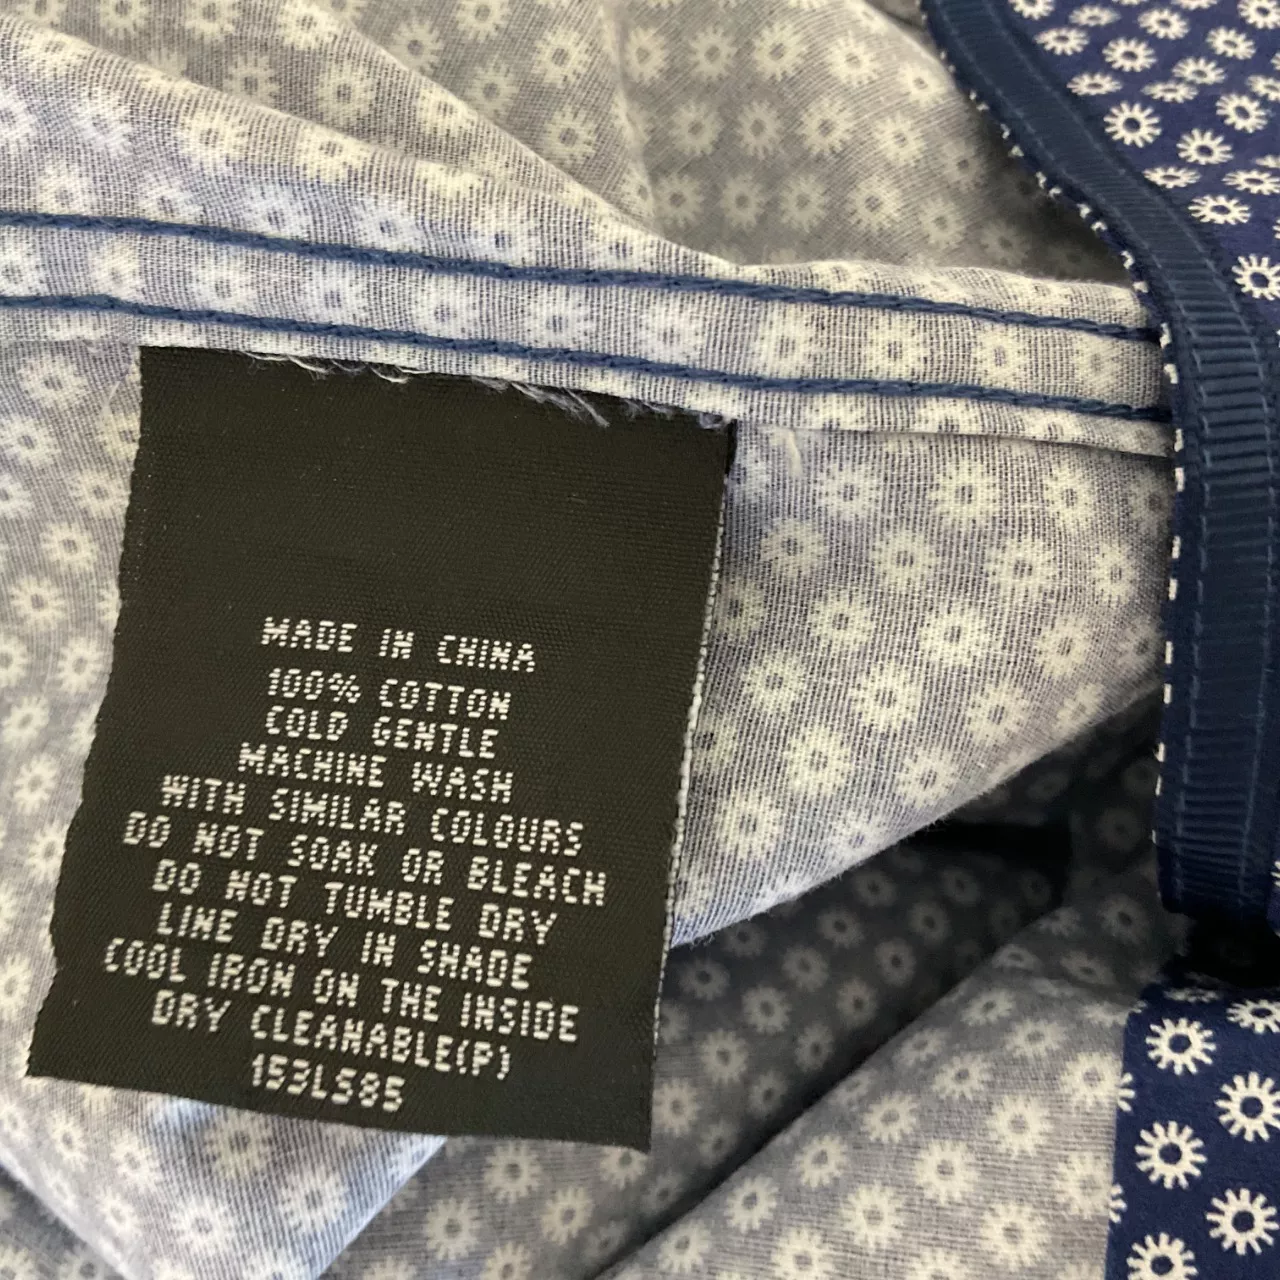 MADE IN CHINA
100% COTTON
COLD GENTLE
MACHINE WASH
WITH SIMILAR COLOURS
DO NOT SOAK OR BLEACH
DO NOT TUMBLE DRY
LINE DRY IN SHADE
COOL IRON ON THE INSIDE
DRY CLEANABLE(P)
153LS85